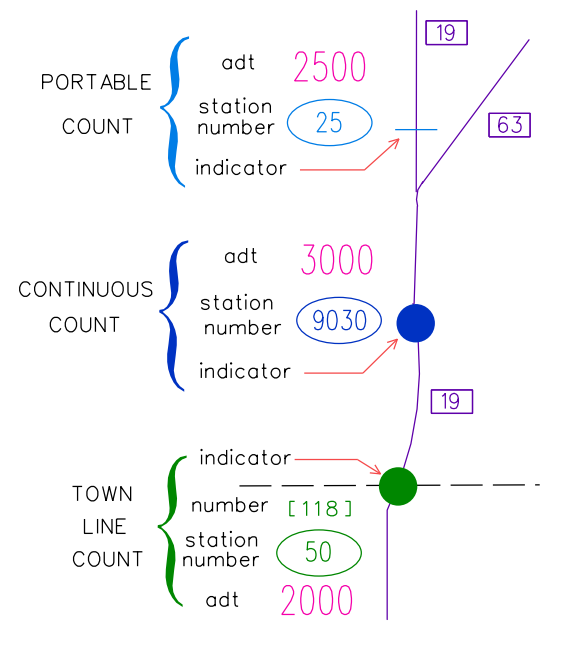 19
adt 2500
PORTABLE
station
63
COUNT
number 25
indicator
adt 3000
CONTINUOUS
station
COUNT
number 9030
indicator
19
indicator
TOWN
number [118]
LINE
station
COUNT
number 50
adt 2000